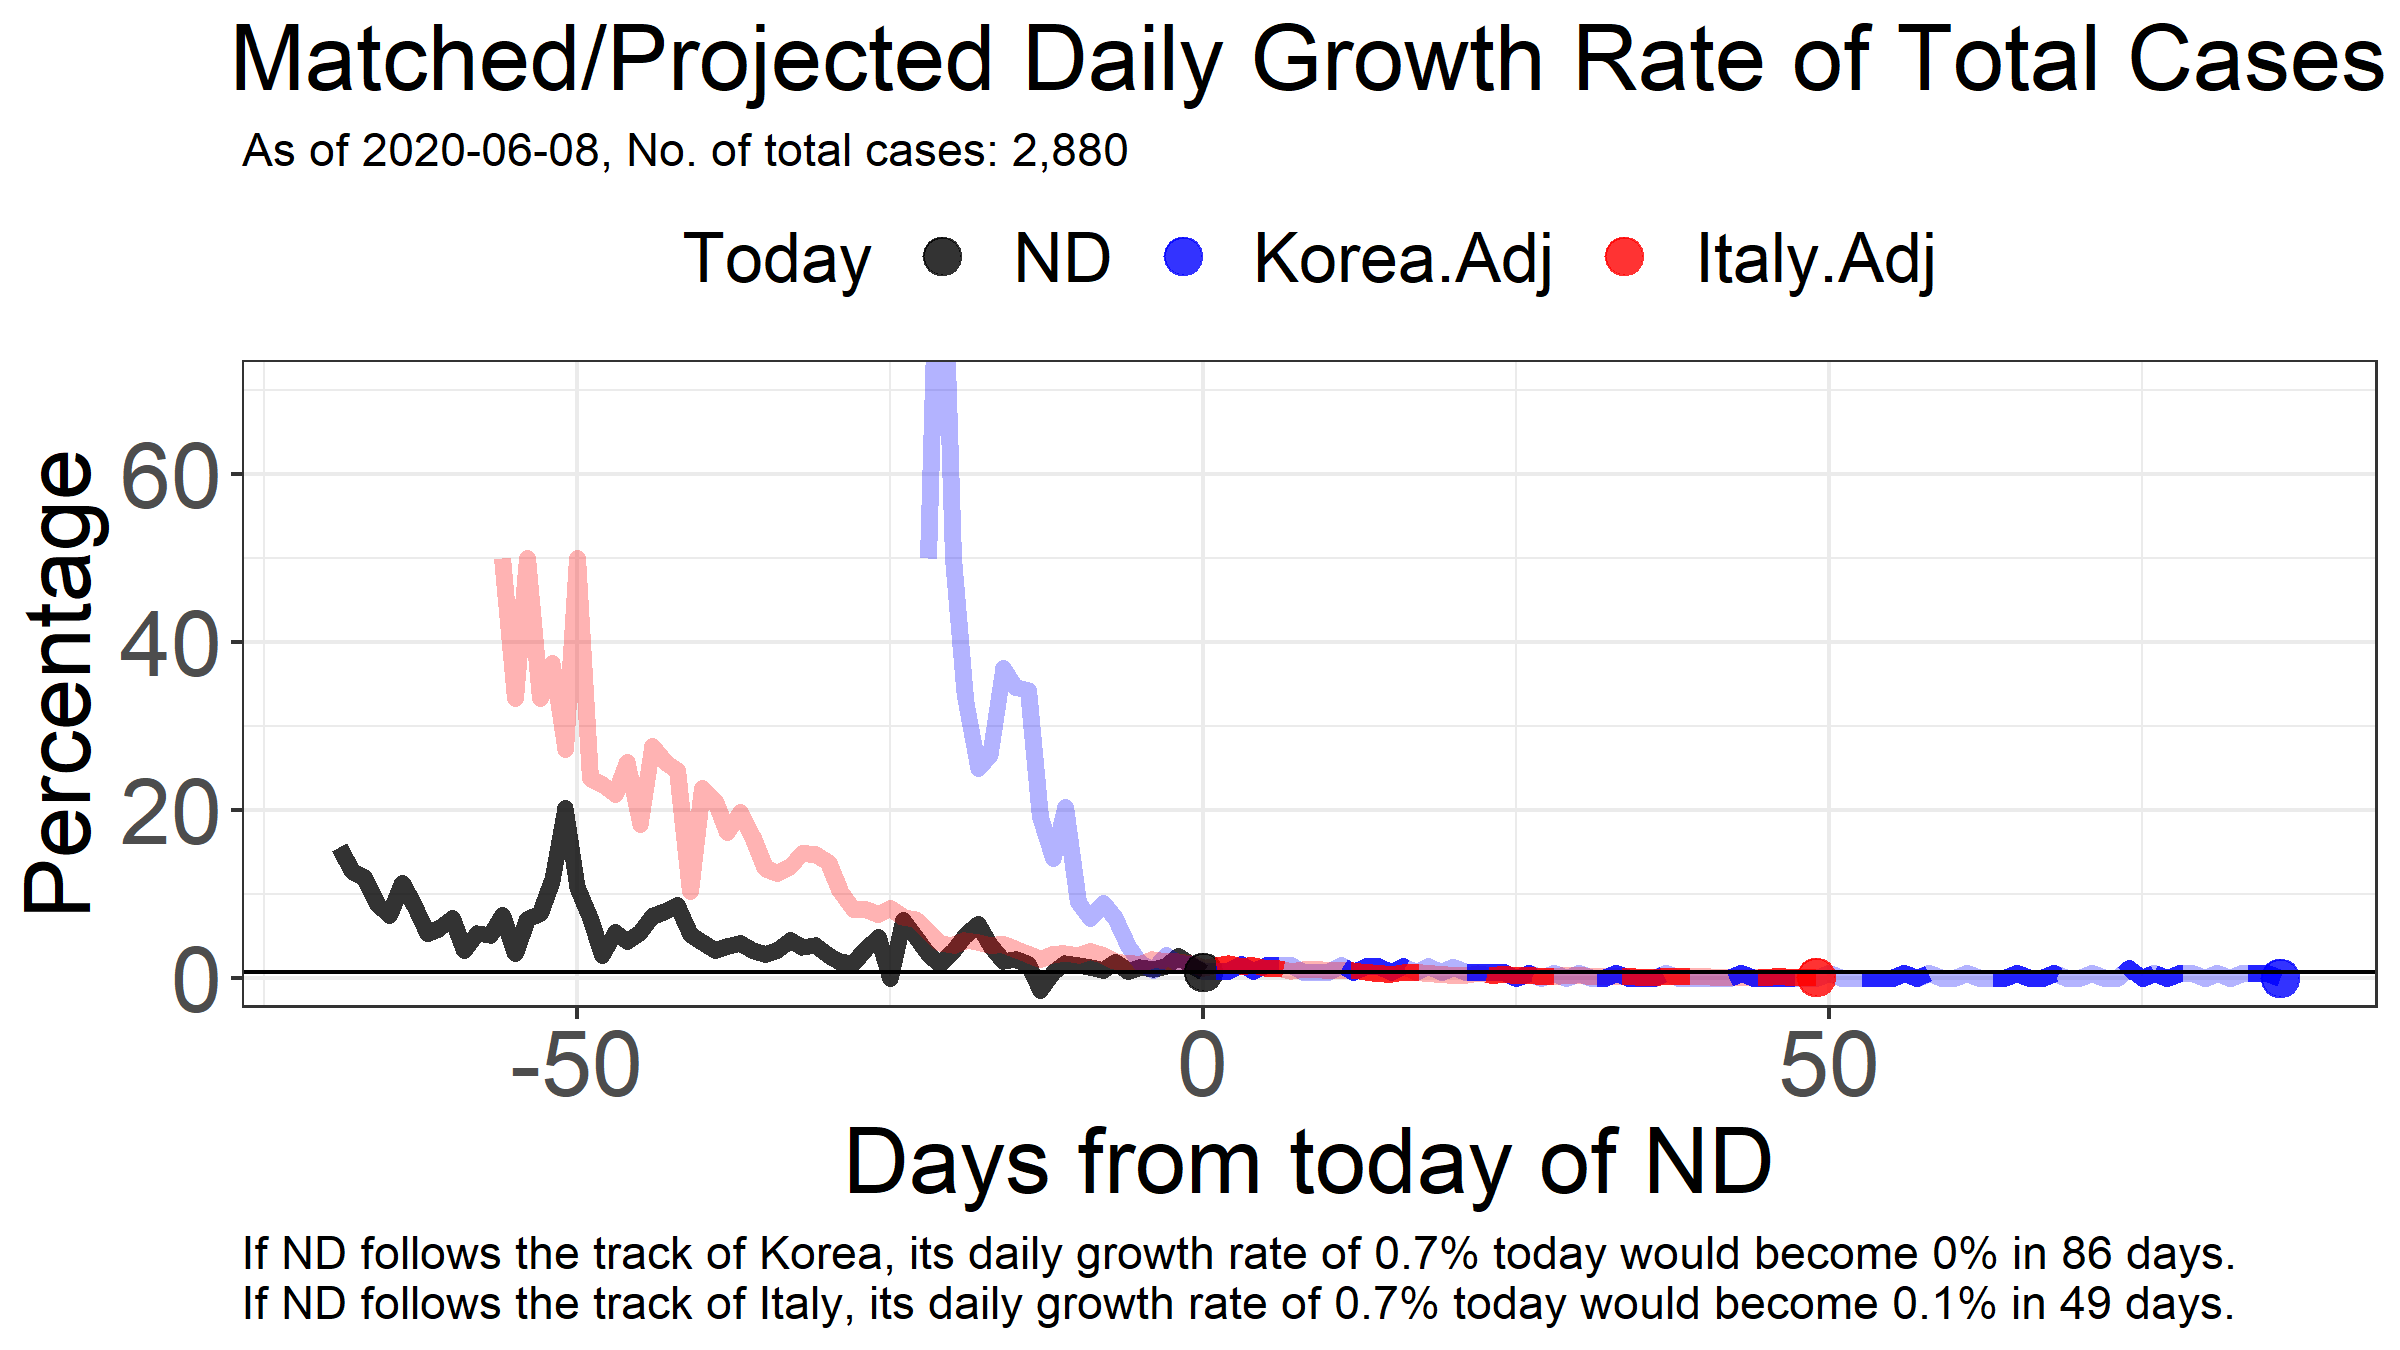 Matched/Projected Daily Growth Rate of Total Cases
As of 2020-06-08, No. of total cases: 2,880
Today ND Korea.Adj Italy.Adj
Percentage
60
40
20
0
-50 0 50
Days from today of ND
If ND follows the track of Korea, its daily growth rate of 0.7% today would become 0% in 86 days.
If ND follows the track of Italy, its daily growth rate of 0.7% today would become 0.1% in 49 days.